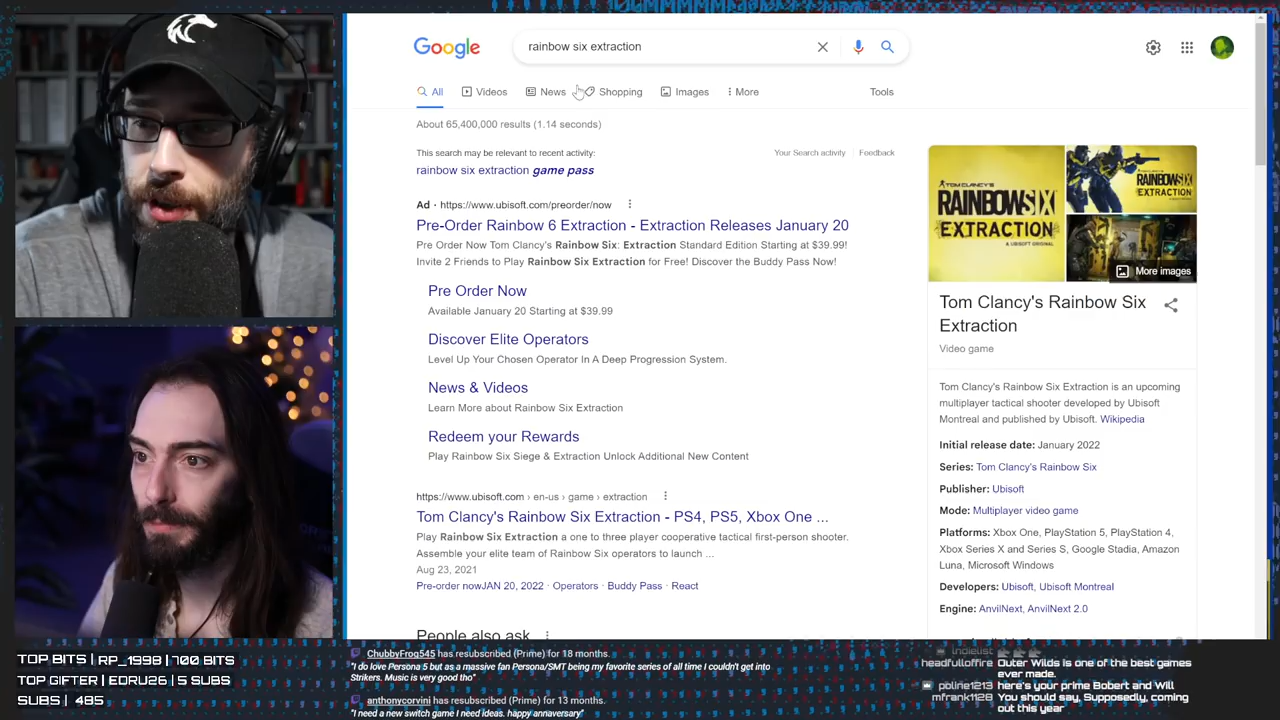 Google
rainbow six extraction
All
Videos
News
Shopping
Images
More
Tools
About 65,400,000 results (1.14 seconds)
This search may be relevant to recent activity:
Your Search activity
Feedback
rainbow six extraction game pass
Ad · https://www.ubisoft.com/preorder/now
Pre-Order Rainbow 6 Extraction - Extraction Releases January 20
Pre Order Now Tom Clancy's Rainbow Six: Extraction Standard Edition Starting at $39.99!
Invite 2 Friends to Play Rainbow Six Extraction for Free! Discover the Buddy Pass Now!
Pre Order Now
Available January 20 Starting at $39.99
Discover Elite Operators
Level Up Your Chosen Operator In A Deep Progression System.
News & Videos
Learn More about Rainbow Six Extraction
Redeem your Rewards
Play Rainbow Six Siege & Extraction Unlock Additional New Content
https://www.ubisoft.com › en-us › game › extraction
Tom Clancy's Rainbow Six Extraction - PS4, PS5, Xbox One ...
Play Rainbow Six Extraction a one to three player cooperative tactical first-person shooter.
Assemble your elite team of Rainbow Six operators to launch ...
Aug 23, 2021
Pre-order nowJAN 20, 2022 · Operators · Buddy Pass · React
People also ask
TOM CLANCY'S
RAINBOW SIX
EXTRACTION
A UBISOFT ORIGINAL
RAINBOW SIX
EXTRACTION
More images
Tom Clancy's Rainbow Six
Extraction
Video game
Tom Clancy's Rainbow Six Extraction is an upcoming
multiplayer tactical shooter developed by Ubisoft
Montreal and published by Ubisoft. Wikipedia
Initial release date: January 2022
Series: Tom Clancy's Rainbow Six
Publisher: Ubisoft
Mode: Multiplayer video game
Platforms: Xbox One, PlayStation 5, PlayStation 4,
Xbox Series X and Series S, Google Stadia, Amazon
Luna, Microsoft Windows
Developers: Ubisoft, Ubisoft Montreal
Engine: AnvilNext, AnvilNext 2.0
TOP BITS | RP_1998 | 700 BITS
TOP GIFTER | EDRU26 | 5 SUBS
SUBS | 485
ChubbyFrog545 has resubscribed (Prime) for 18 months.
"I do love Persona 5 but as a massive fan Persona/SMT being my favorite series of all time I couldn't get into
Strikers. Music is very good tho"
anthonycorvini has resubscribed (Prime) for 13 months.
"I need a new switch game I need ideas. happy anniaversary"
indielist
headfulloffire Outer Wilds is one of the best games
ever made.
poline1213 here's your prime Bobert and Will
mfrank1128 You should say, Supposedly, coming
out this year